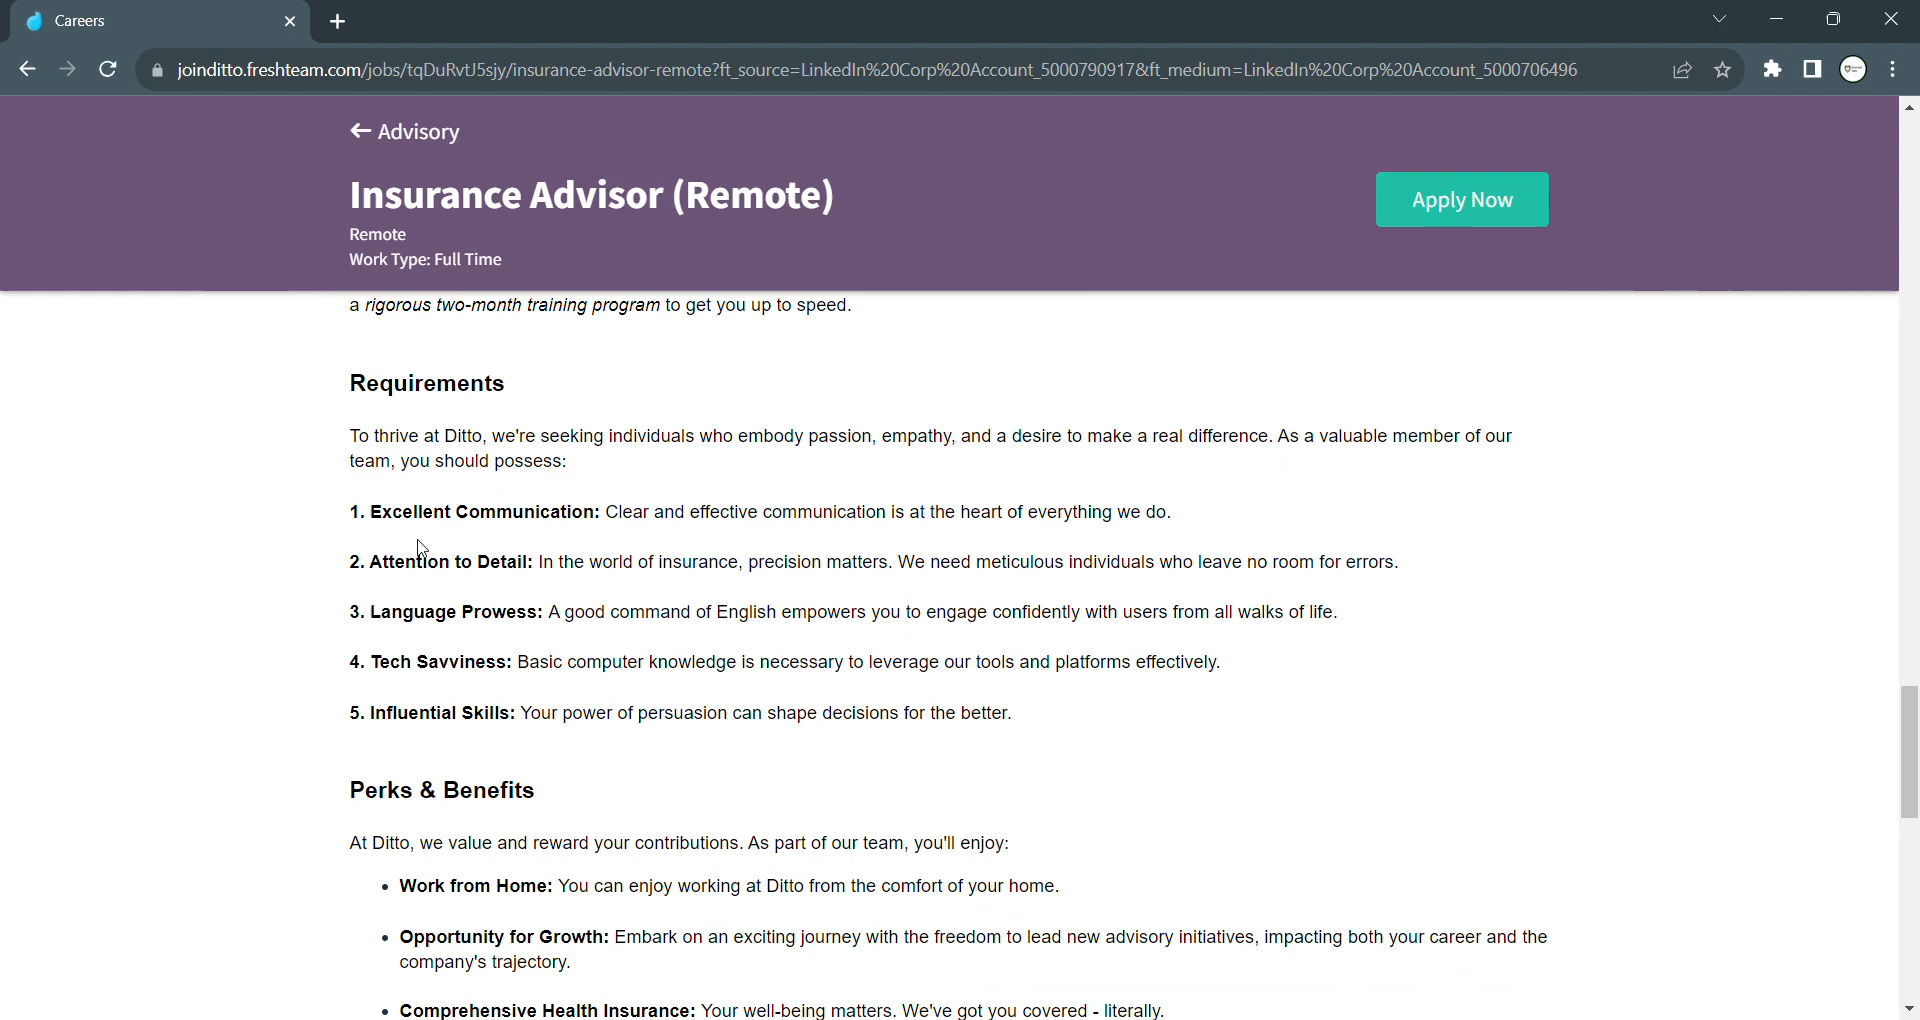 Careers
joinditto.freshteam.com/jobs/tqDuRvtJ5sjy/insurance-advisor-remote?ft_source=LinkedIn%20Corp%20Account_5000790917&ft_medium=LinkedIn%20Corp%20Account_5000706496
← Advisory
Insurance Advisor (Remote)
Apply Now
Remote
Work Type: Full Time
a rigorous two-month training program to get you up to speed.
Requirements
To thrive at Ditto, we're seeking individuals who embody passion, empathy, and a desire to make a real difference. As a valuable member of our
team, you should possess:
1. Excellent Communication: Clear and effective communication is at the heart of everything we do.
2. Attention to Detail: In the world of insurance, precision matters. We need meticulous individuals who leave no room for errors.
3. Language Prowess: A good command of English empowers you to engage confidently with users from all walks of life.
4. Tech Savviness: Basic computer knowledge is necessary to leverage our tools and platforms effectively.
5. Influential Skills: Your power of persuasion can shape decisions for the better.
Perks & Benefits
At Ditto, we value and reward your contributions. As part of our team, you'll enjoy:
• Work from Home: You can enjoy working at Ditto from the comfort of your home.
• Opportunity for Growth: Embark on an exciting journey with the freedom to lead new advisory initiatives, impacting both your career and the
company's trajectory.
• Comprehensive Health Insurance: Your well-being matters. We've got you covered - literally.